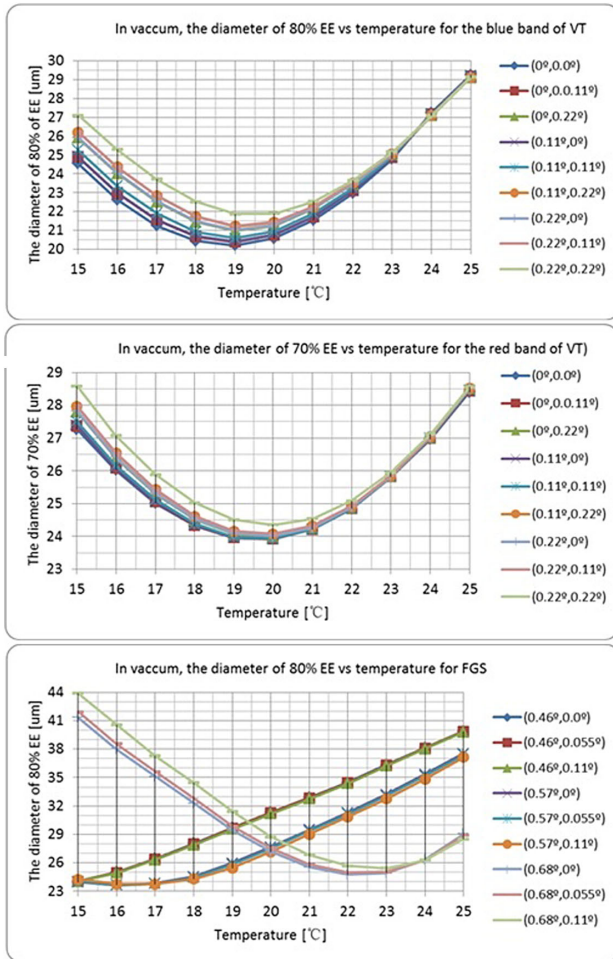 In vaccum, the diameter of 80% EE vs temperature for the blue band of VT
The diameter of 80% of EE [um]
30
29
28
27
26
25
24
23
22
21
20
15 16 17 18 19 20 21 22 23 24 25
Temperature [℃]
(0º,0.0º)
(0º,0.0.11º)
(0º,0.22º)
(0.11º,0º)
(0.11º,0.11º)
(0.11º,0.22º)
(0.22º,0º)
(0.22º,0.11º)
(0.22º,0.22º)
In vaccum, the diameter of 70% EE vs temperature for the red band of VT)
The diameter of 70% EE [um]
29
28
27
26
25
24
23
15 16 17 18 19 20 21 22 23 24 25
Temperature [℃]
(0º,0.0º)
(0º,0.0.11º)
(0º,0.22º)
(0.11º,0º)
(0.11º,0.11º)
(0.11º,0.22º)
(0.22º,0º)
(0.22º,0.11º)
(0.22º,0.22º)
In vaccum, the diameter of 80% EE vs temperature for FGS
The diameter of 80% EE [um]
44
41
38
35
32
29
26
23
15 16 17 18 19 20 21 22 23 24 25
Temperature [℃]
(0.46º,0.0º)
(0.46º,0.055º)
(0.46º,0.11º)
(0.57º,0º)
(0.57º,0.055º)
(0.57º,0.11º)
(0.68º,0º)
(0.68º,0.055º)
(0.68º,0.11º)